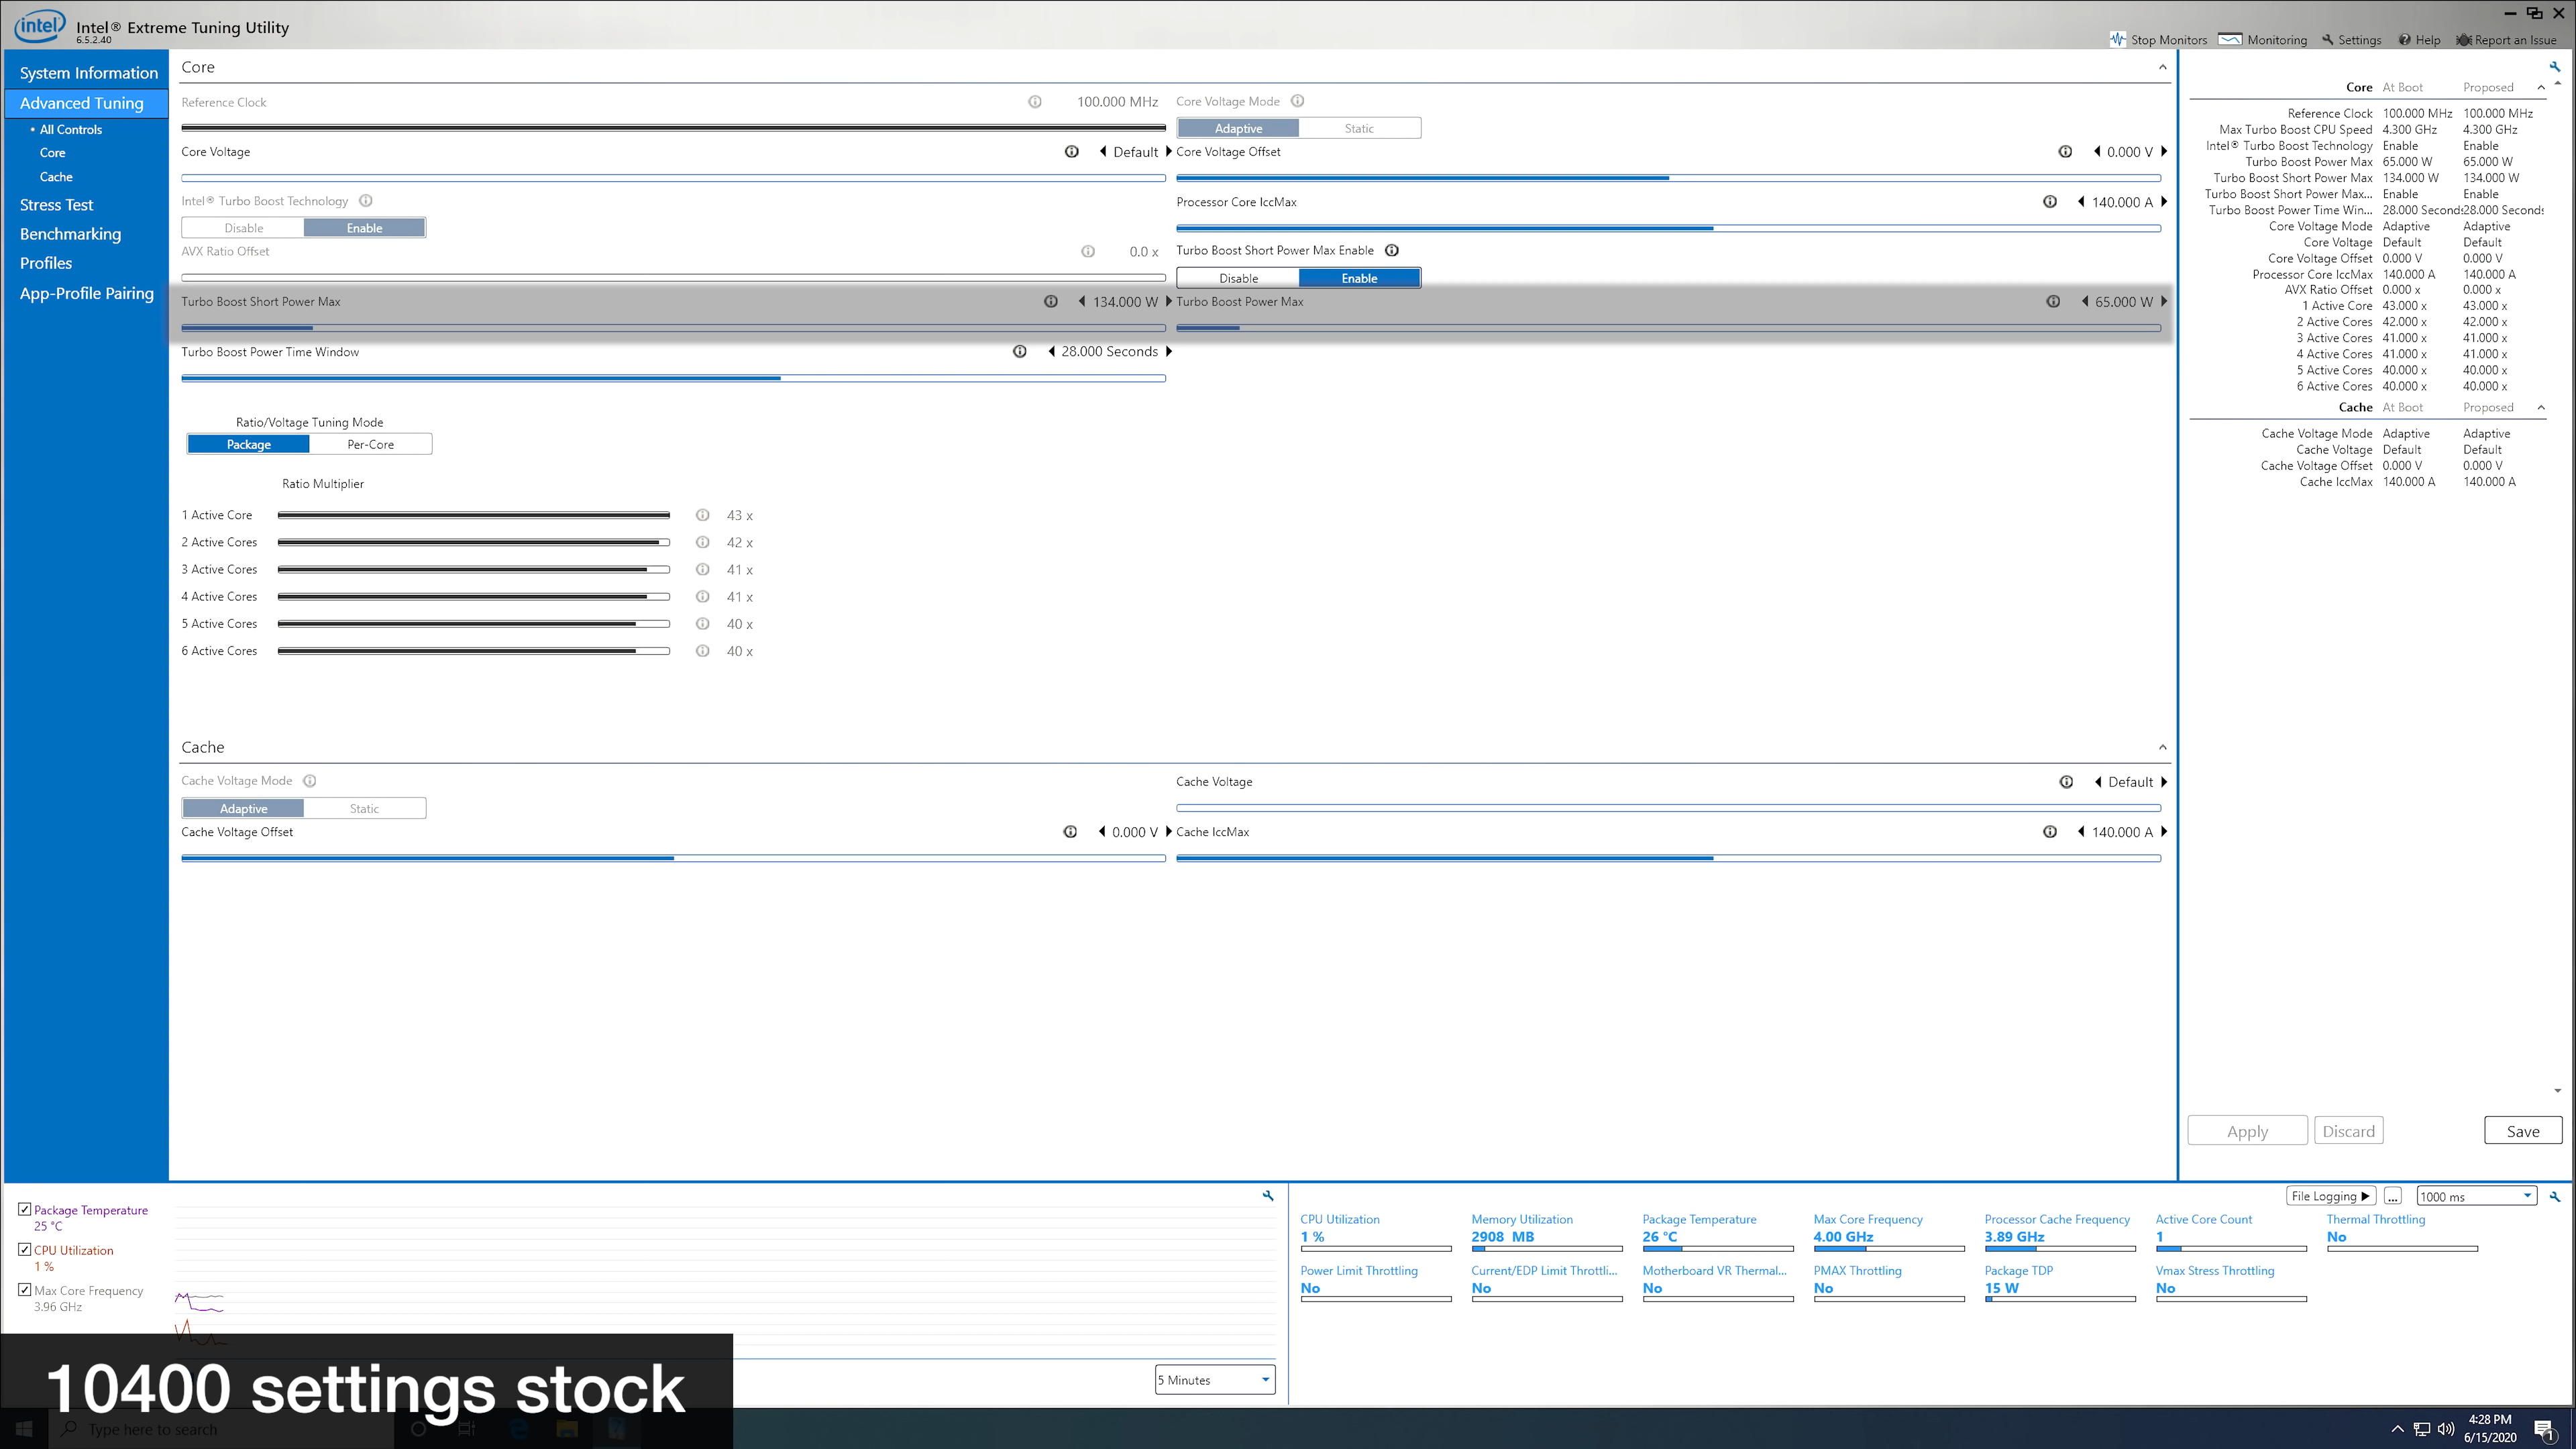 intel
Intel® Extreme Tuning Utility
6.5.2.40
Stop Monitors Monitoring Settings Help Report an Issue
System Information
Advanced Tuning
• All Controls
Core
Cache
Stress Test
Benchmarking
Profiles
App-Profile Pairing
Core
Reference Clock 100.000 MHz
Core Voltage Mode
Adaptive Static
Core Voltage Default
Core Voltage Offset 0.000 V
Intel® Turbo Boost Technology
Disable Enable
Processor Core IccMax 140.000 A
AVX Ratio Offset 0.0 x
Turbo Boost Short Power Max Enable
Disable Enable
Turbo Boost Short Power Max 134.000 W
Turbo Boost Power Max 65.000 W
Turbo Boost Power Time Window 28.000 Seconds
Ratio/Voltage Tuning Mode
Package Per-Core
Ratio Multiplier
1 Active Core 43 x
2 Active Cores 42 x
3 Active Cores 41 x
4 Active Cores 41 x
5 Active Cores 40 x
6 Active Cores 40 x
Cache
Cache Voltage Mode
Adaptive Static
Cache Voltage Default
Cache Voltage Offset 0.000 V
Cache IccMax 140.000 A
Core At Boot Proposed
Reference Clock 100.000 MHz 100.000 MHz
Max Turbo Boost CPU Speed 4.300 GHz 4.300 GHz
Intel® Turbo Boost Technology Enable Enable
Turbo Boost Power Max 65.000 W 65.000 W
Turbo Boost Short Power Max 134.000 W 134.000 W
Turbo Boost Short Power Max... Enable Enable
Turbo Boost Power Time Win... 28.000 Seconds 28.000 Seconds
Core Voltage Mode Adaptive Adaptive
Core Voltage Default Default
Core Voltage Offset 0.000 V 0.000 V
Processor Core IccMax 140.000 A 140.000 A
AVX Ratio Offset 0.000 x 0.000 x
1 Active Core 43.000 x 43.000 x
2 Active Cores 42.000 x 42.000 x
3 Active Cores 41.000 x 41.000 x
4 Active Cores 41.000 x 41.000 x
5 Active Cores 40.000 x 40.000 x
6 Active Cores 40.000 x 40.000 x
Cache At Boot Proposed
Cache Voltage Mode Adaptive Adaptive
Cache Voltage Default Default
Cache Voltage Offset 0.000 V 0.000 V
Cache IccMax 140.000 A 140.000 A
Apply Discard Save
Package Temperature
25 °C
CPU Utilization
1 %
Max Core Frequency
3.96 GHz
5 Minutes
File Logging ... 1000 ms
CPU Utilization Memory Utilization Package Temperature Max Core Frequency Processor Cache Frequency Active Core Count Thermal Throttling
1 % 2908 MB 26 °C 4.00 GHz 3.89 GHz 1 No
Power Limit Throttling Current/EDP Limit Throttli... Motherboard VR Thermal... PMAX Throttling Package TDP Vmax Stress Throttling
No No No No 15 W No
10400 settings stock
Type here to search
4:28 PM
6/15/2020
1